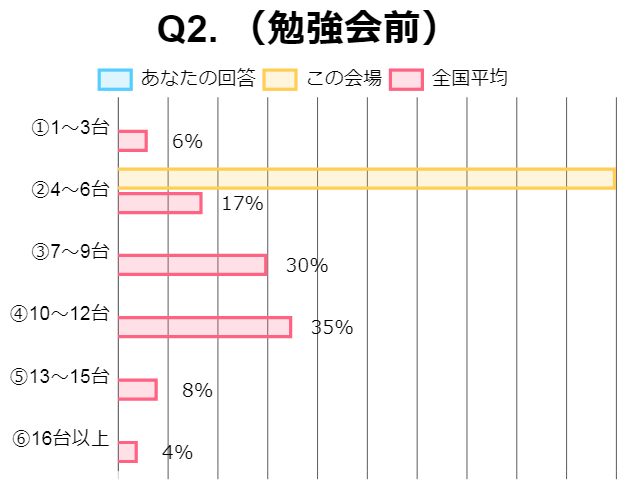 Q2. （勉強会前）
あなたの回答 この会場 全国平均
①1〜3台
6%
②4〜6台
17%
③7〜9台
30%
④10〜12台
35%
⑤13〜15台
8%
⑥16台以上
4%